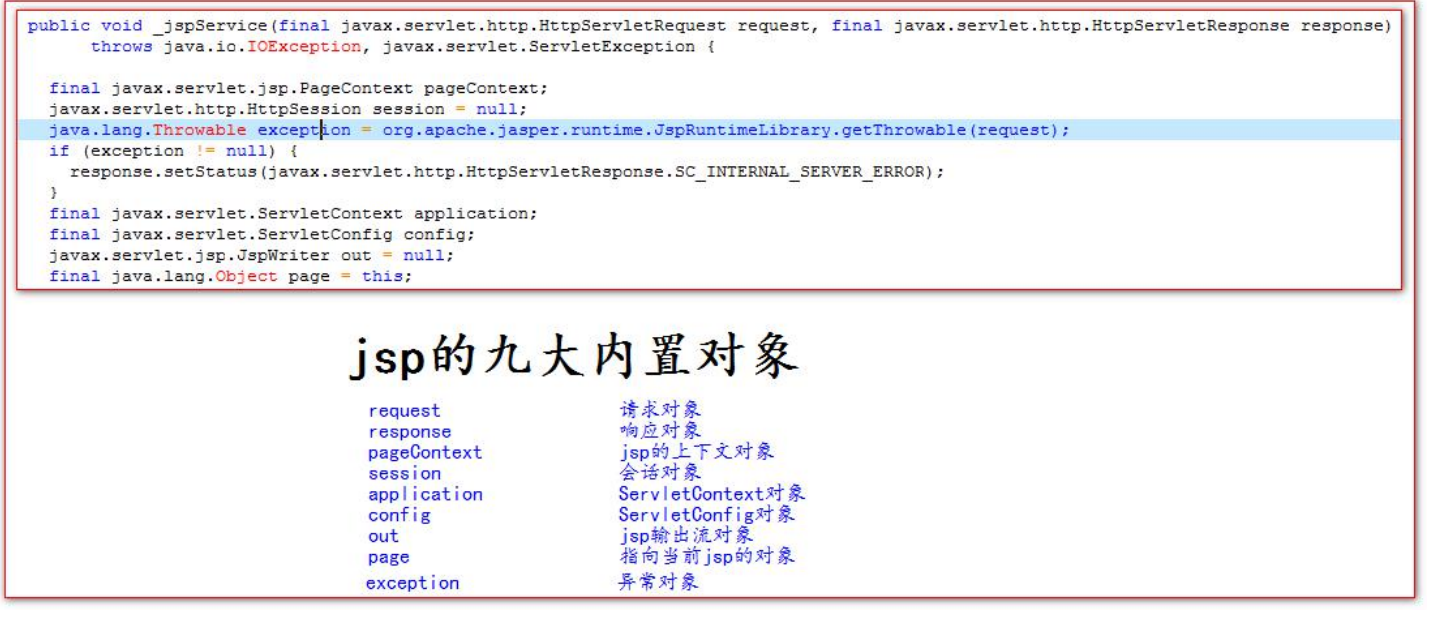 public void _jspService(final javax.servlet.http.HttpServletRequest request, final javax.servlet.http.HttpServletResponse response)
throws java.io.IOException, javax.servlet.ServletException {
final javax.servlet.jsp.PageContext pageContext;
javax.servlet.http.HttpSession session = null;
java.lang.Throwable exception = org.apache.jasper.runtime.JspRuntimeLibrary.getThrowable(request);
if (exception != null) {
response.setStatus(javax.servlet.http.HttpServletResponse.SC_INTERNAL_SERVER_ERROR);
}
final javax.servlet.ServletContext application;
final javax.servlet.ServletConfig config;
javax.servlet.jsp.JspWriter out = null;
final java.lang.Object page = this;
jsp的九大内置对象
request 请求对象
response 响应对象
pageContext jsp的上下文对象
session 会话对象
application ServletContext对象
config ServletConfig对象
out jsp输出流对象
page 指向当前jsp的对象
exception 异常对象